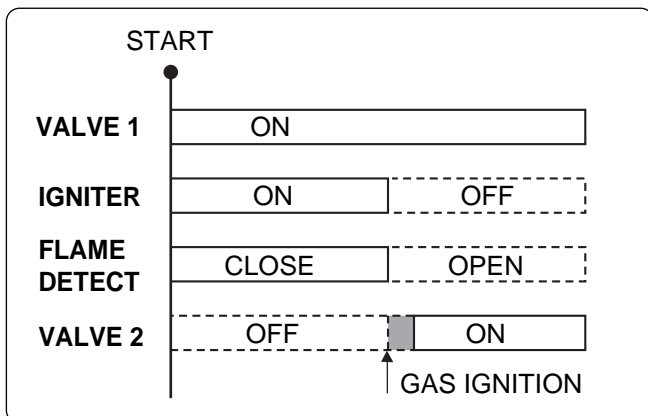 START
VALVE 1 ON
IGNITER ON OFF
FLAME DETECT CLOSE OPEN
VALVE 2 OFF ON
GAS IGNITION